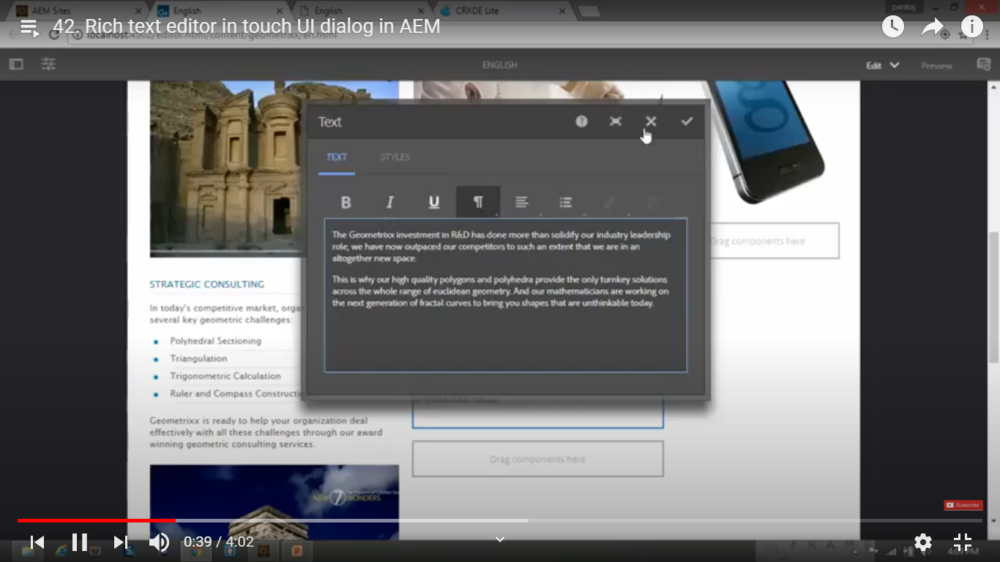 AEM Sites
English
English
CRXDE Lite
pankaj
42. Rich text editor in touch UI dialog in AEM
localhost:4502/editor.html/content/geometrixx/en.html
ENGLISH
Edit
Preview
Text
TEXT
STYLES
B I U ¶
The Geometrixx investment in R&D has done more than solidify our industry leadership
role, we have now outpaced our competitors to such an extent that we are in an
altogether new space.
This is why our high quality polygons and polyhedra provide the only turnkey solutions
across the whole range of euclidean geometry. And our mathematicians are working on
the next generation of fractal curves to bring you shapes that are unthinkable today.
Drag components here
STRATEGIC CONSULTING
In today's competitive market, orga
several key geometric challenges:
Polyhedral Sectioning
Triangulation
Trigonometric Calculation
Ruler and Compass Constructi
Geometrixx is ready to help your organization deal
effectively with all these challenges through our award
winning geometric consulting services.
Drag components here
NEW 7 WONDERS
Subscribe
0:39 / 4:02
4:09 PM